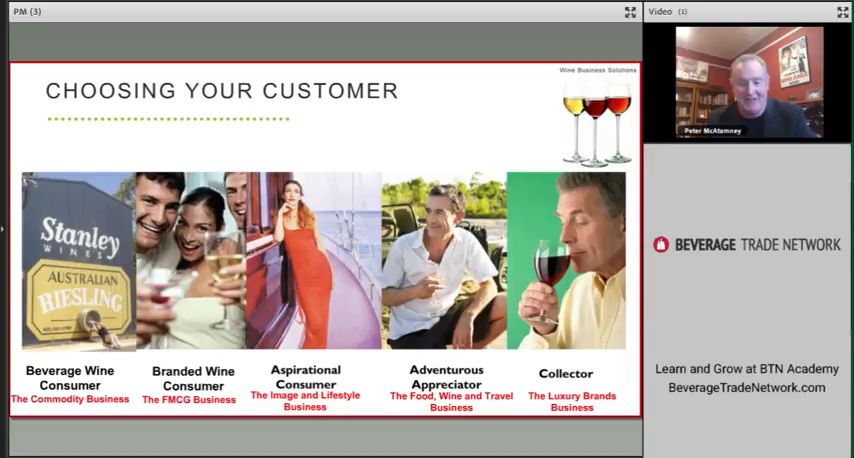 PM (3)
Video (1)
Wine Business Solutions
CHOOSING YOUR CUSTOMER
Peter McAtamney
Stanley
WINES
AUSTRALIAN
RIESLING
BEVERAGE TRADE NETWORK
Beverage Wine
Consumer
The Commodity Business
Branded Wine
Consumer
The FMCG Business
Aspirational
Consumer
The Image and Lifestyle
Business
Adventurous
Appreciator
The Food, Wine and Travel
Business
Collector
The Luxury Brands
Business
Learn and Grow at BTN Academy
BeverageTradeNetwork.com